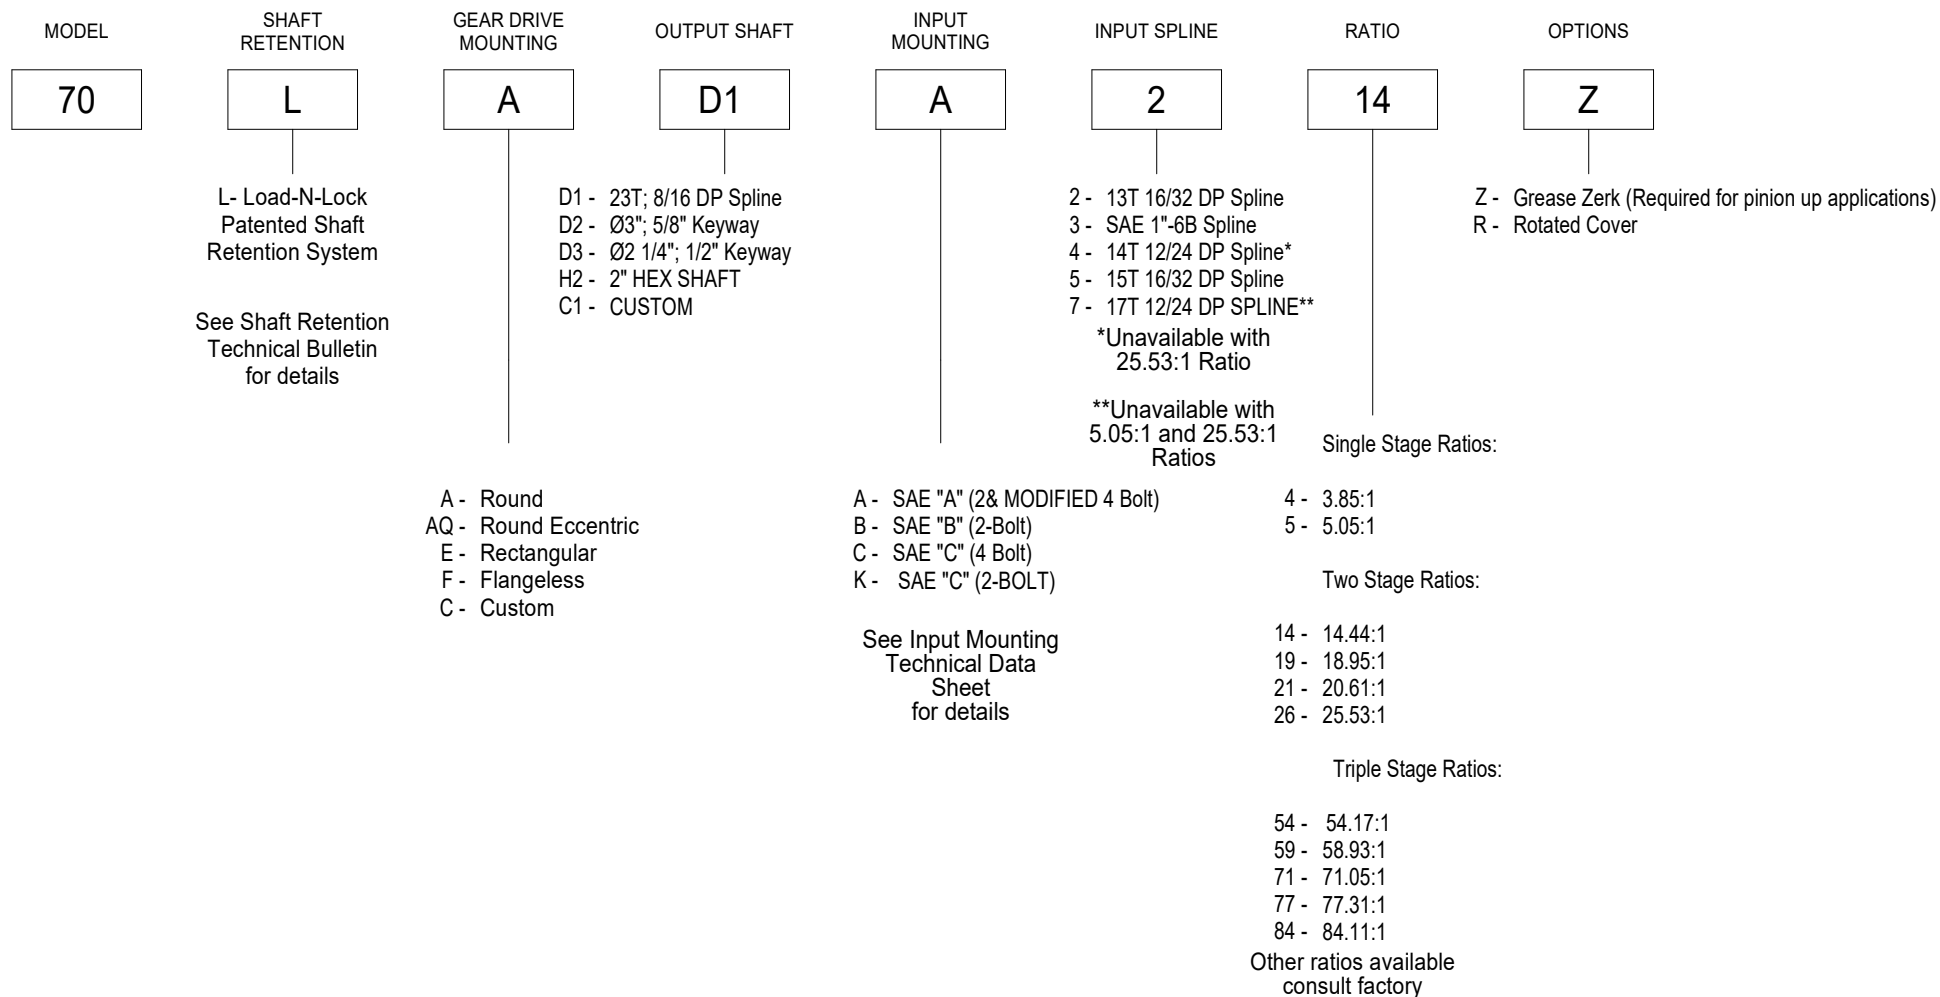 MODEL
SHAFT
RETENTION
GEAR DRIVE
MOUNTING
OUTPUT SHAFT
INPUT
MOUNTING
INPUT SPLINE
RATIO
OPTIONS
70
L
A
D1
A
2
14
Z
L- Load-N-Lock
Patented Shaft
Retention System
See Shaft Retention
Technical Bulletin
for details
A - Round
AQ - Round Eccentric
E - Rectangular
F - Flangeless
C - Custom
D1 - 23T; 8/16 DP Spline
D2 - Ø3"; 5/8" Keyway
D3 - Ø2 1/4"; 1/2" Keyway
H2 - 2" HEX SHAFT
C1 - CUSTOM
A - SAE "A" (2& MODIFIED 4 Bolt)
B - SAE "B" (2-Bolt)
C - SAE "C" (4 Bolt)
K - SAE "C" (2-BOLT)
See Input Mounting
Technical Data
Sheet
for details
2 - 13T 16/32 DP Spline
3 - SAE 1"-6B Spline
4 - 14T 12/24 DP Spline*
5 - 15T 16/32 DP Spline
7 - 17T 12/24 DP SPLINE**
*Unavailable with
25.53:1 Ratio
**Unavailable with
5.05:1 and 25.53:1
Ratios
Single Stage Ratios:
4 - 3.85:1
5 - 5.05:1
Two Stage Ratios:
14 - 14.44:1
19 - 18.95:1
21 - 20.61:1
26 - 25.53:1
Triple Stage Ratios:
54 - 54.17:1
59 - 58.93:1
71 - 71.05:1
77 - 77.31:1
84 - 84.11:1
Other ratios available
consult factory
Z - Grease Zerk (Required for pinion up applications)
R - Rotated Cover